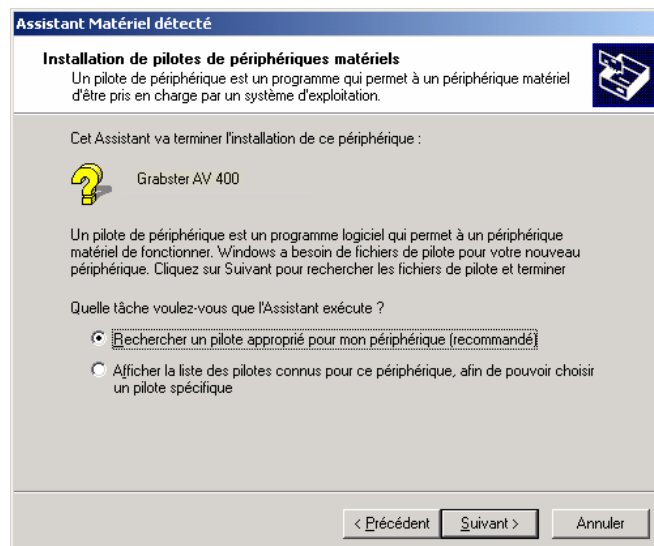 Assistant Matériel détecté
Installation de pilotes de périphériques matériels
Un pilote de périphérique est un programme qui permet à un périphérique matériel
d'être pris en charge par un système d'exploitation.
Cet Assistant va terminer l'installation de ce périphérique :
Grabster AV 400
Un pilote de périphérique est un programme logiciel qui permet à un périphérique
matériel de fonctionner. Windows a besoin de fichiers de pilote pour votre nouveau
périphérique. Cliquez sur Suivant pour rechercher les fichiers de pilote et terminer
Quelle tâche voulez-vous que l'Assistant exécute ?
Rechercher un pilote approprié pour mon périphérique (recommandé)
Afficher la liste des pilotes connus pour ce périphérique, afin de pouvoir choisir
un pilote spécifique
< Précédent
Suivant >
Annuler